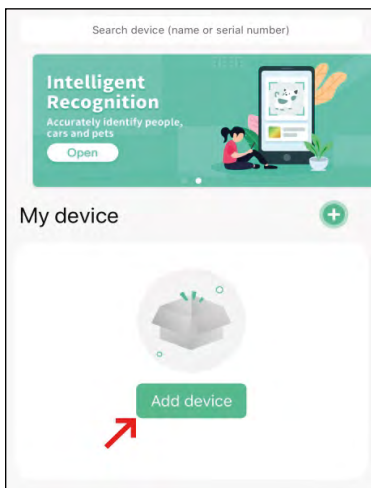 Search device (name or serial number)
Intelligent
Recognition
Accurately identify people,
cars and pets
Open
My device
Add device